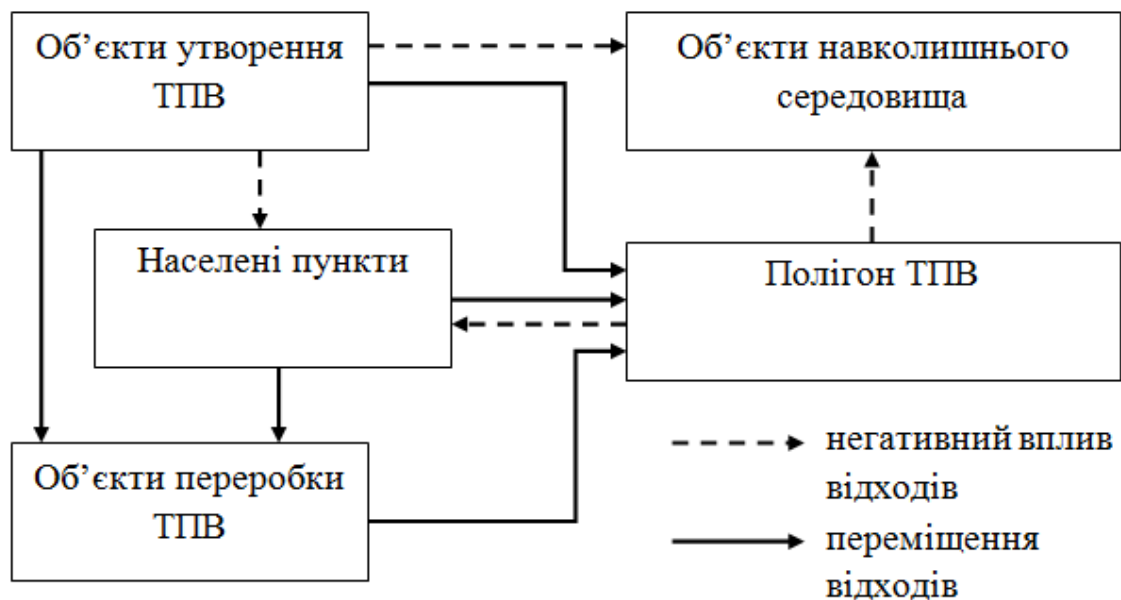 Об’єкти утворення
ТПВ
Об’єкти навколишнього
середовища
Населені пункти
Полігон ТПВ
Об’єкти переробки
ТПВ
негативний вплив
відходів
переміщення
відходів